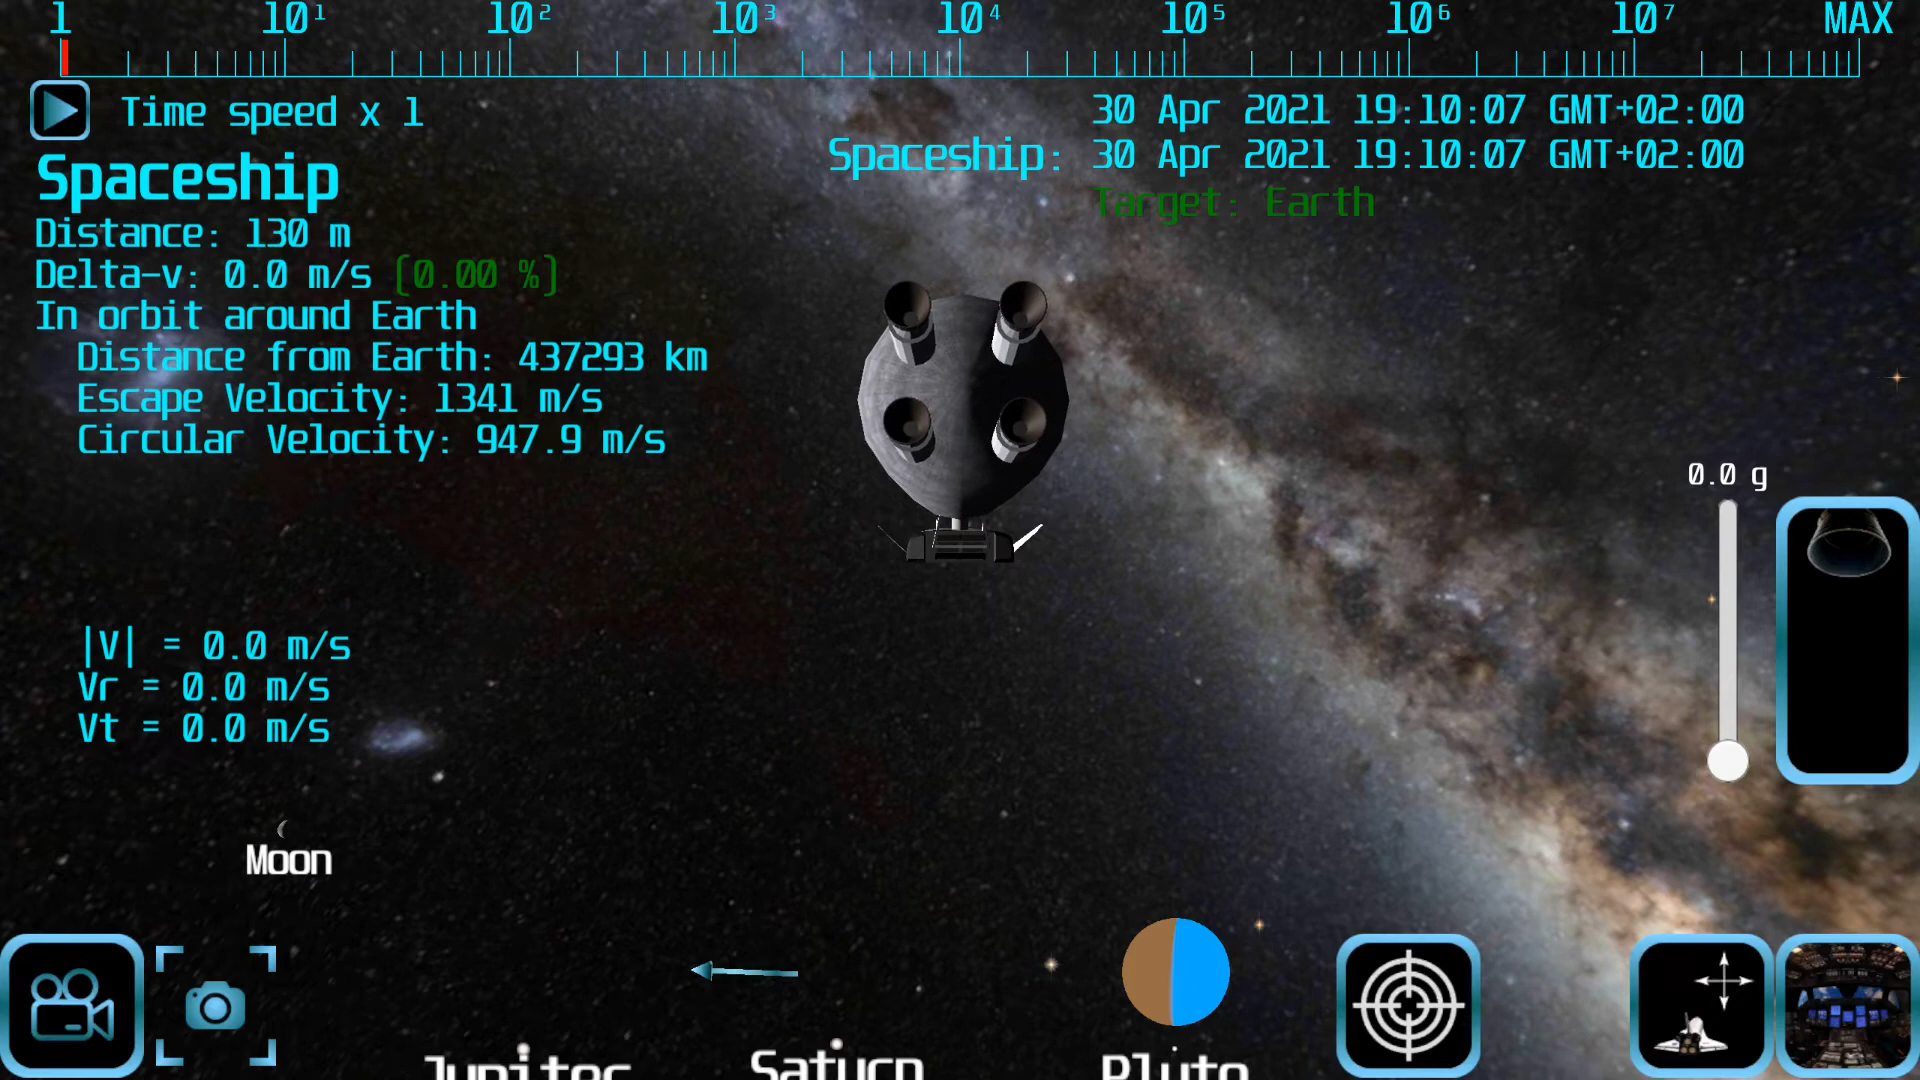 1 10¹ 10² 10³ 10⁴ 10⁵ 10⁶ 10⁷ MAX
Time speed x 1
30 Apr 2021 19:10:07 GMT+02:00
Spaceship: 30 Apr 2021 19:10:07 GMT+02:00
Target: Earth
Spaceship
Distance: 130 m
Delta-v: 0.0 m/s (0.00 %)
In orbit around Earth
Distance from Earth: 437293 km
Escape Velocity: 1341 m/s
Circular Velocity: 947.9 m/s
0.0 g
|V| = 0.0 m/s
Vr = 0.0 m/s
Vt = 0.0 m/s
Moon
Jupiter Saturn Pluto